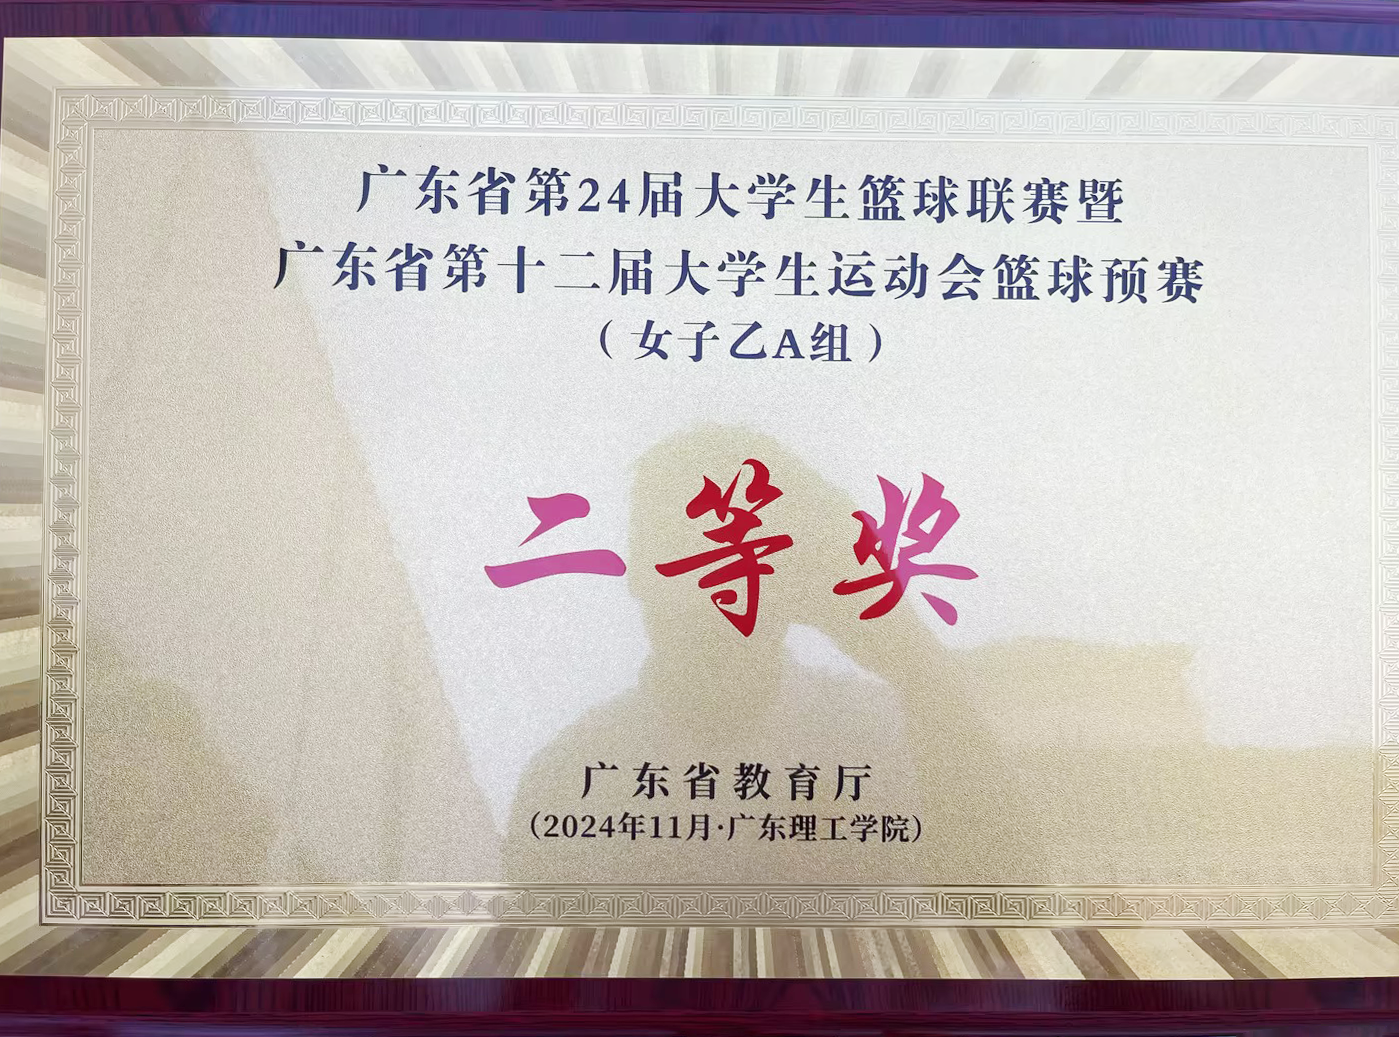 广东省第24届大学生篮球联赛暨
广东省第十二届大学生运动会篮球预赛
（女子乙A组）
二等奖
广东省教育厅
（2024年11月·广东理工学院）